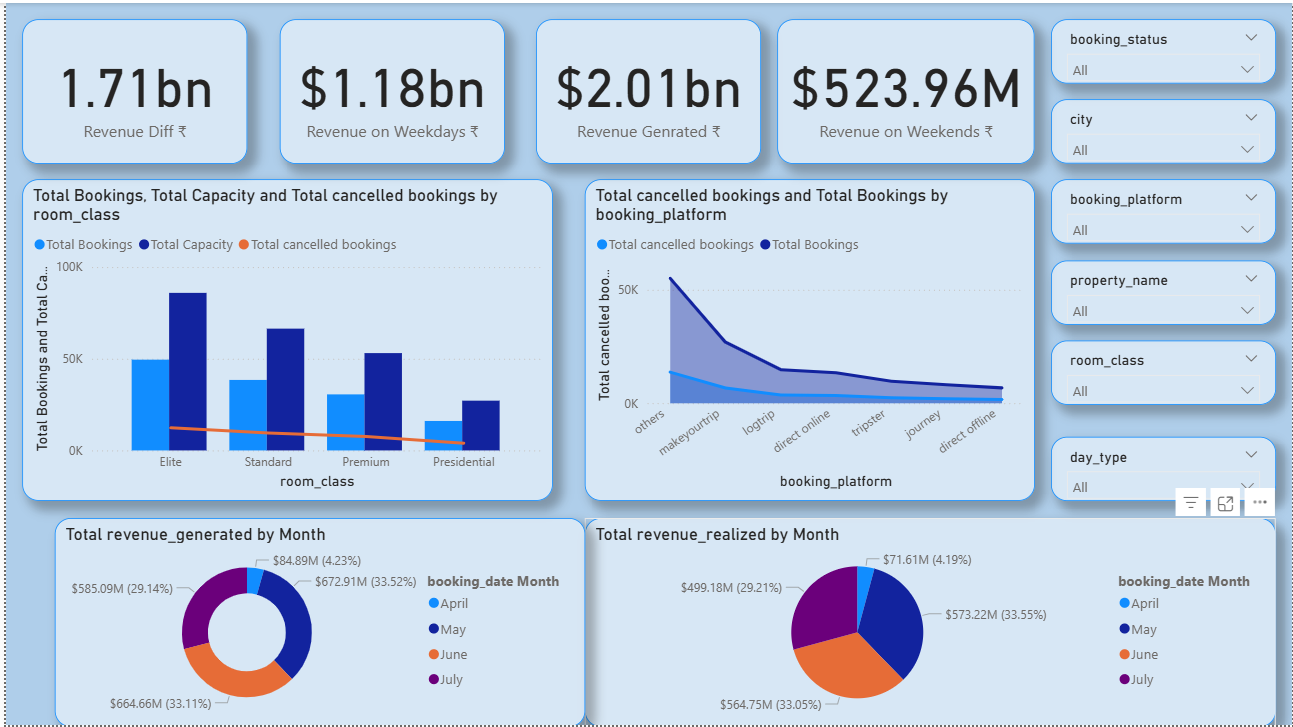 1.71bn
Revenue Diff ₹
$1.18bn
Revenue on Weekdays ₹
$2.01bn
Revenue Genrated ₹
$523.96M
Revenue on Weekends ₹
booking_status
All
city
All
booking_platform
All
property_name
All
room_class
All
day_type
All
Total Bookings, Total Capacity and Total cancelled bookings by
room_class
Total Bookings Total Capacity Total cancelled bookings
Total Bookings and Total Ca...
100K
50K
0K
Elite Standard Premium Presidential
room_class
Total cancelled bookings and Total Bookings by
booking_platform
Total cancelled bookings Total Bookings
Total cancelled boo...
50K
0K
others makeyourtrip logtrip direct online tripster journey direct offline
booking_platform
Total revenue_generated by Month
$84.89M (4.23%)
$672.91M (33.52%)
$585.09M (29.14%)
$664.66M (33.11%)
booking_date Month
April
May
June
July
Total revenue_realized by Month
$71.61M (4.19%)
$499.18M (29.21%)
$573.22M (33.55%)
$564.75M (33.05%)
booking_date Month
April
May
June
July